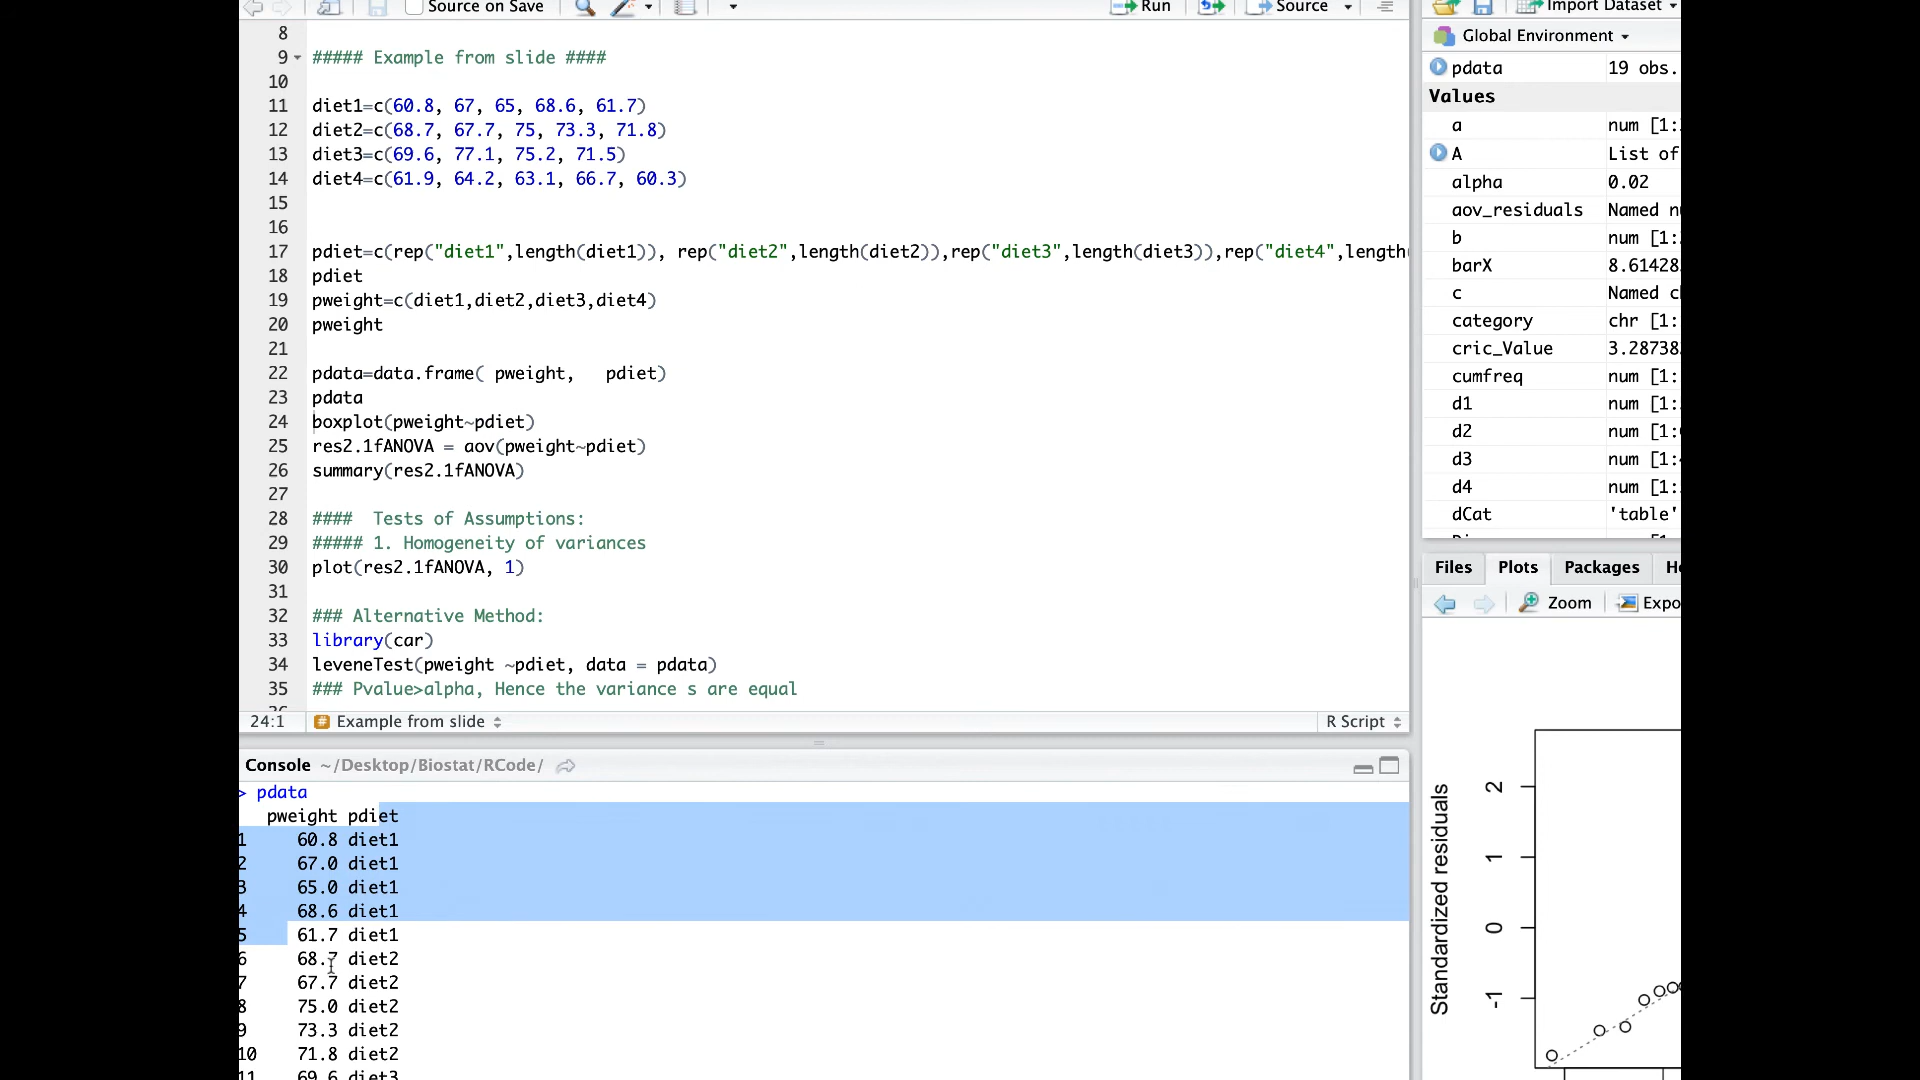 Source on Save Run Source
8
9 ##### Example from slide ####
10
11 diet1=c(60.8, 67, 65, 68.6, 61.7)
12 diet2=c(68.7, 67.7, 75, 73.3, 71.8)
13 diet3=c(69.6, 77.1, 75.2, 71.5)
14 diet4=c(61.9, 64.2, 63.1, 66.7, 60.3)
15
16
17 pdiet=c(rep("diet1",length(diet1)), rep("diet2",length(diet2)),rep("diet3",length(diet3)),rep("diet4",length(
18 pdiet
19 pweight=c(diet1,diet2,diet3,diet4)
20 pweight
21
22 pdata=data.frame( pweight,   pdiet)
23 pdata
24 boxplot(pweight~pdiet)
25 res2.1fANOVA = aov(pweight~pdiet)
26 summary(res2.1fANOVA)
27
28 ####  Tests of Assumptions:
29 ##### 1. Homogeneity of variances
30 plot(res2.1fANOVA, 1)
31
32 ### Alternative Method:
33 library(car)
34 leveneTest(pweight ~pdiet, data = pdata)
35 ### Pvalue>alpha, Hence the variance s are equal
24:1 # Example from slide R Script
Console ~/Desktop/Biostat/RCode/
> pdata
pweight pdiet
1 60.8 diet1
2 67.0 diet1
3 65.0 diet1
4 68.6 diet1
5 61.7 diet1
6 68.7 diet2
7 67.7 diet2
8 75.0 diet2
9 73.3 diet2
10 71.8 diet2
11 69.6 diet3
Import Dataset
Global Environment
pdata 19 obs.
Values
a num [1:
A List of
alpha 0.02
aov_residuals Named n
b num [1:
barX 8.61428
c Named c
category chr [1:
cric_Value 3.28738
cumfreq num [1:
d1 num [1:
d2 num [1:
d3 num [1:
d4 num [1:
dCat 'table'
Files Plots Packages He
Zoom Expo
Standardized residuals
2
1
0
-1